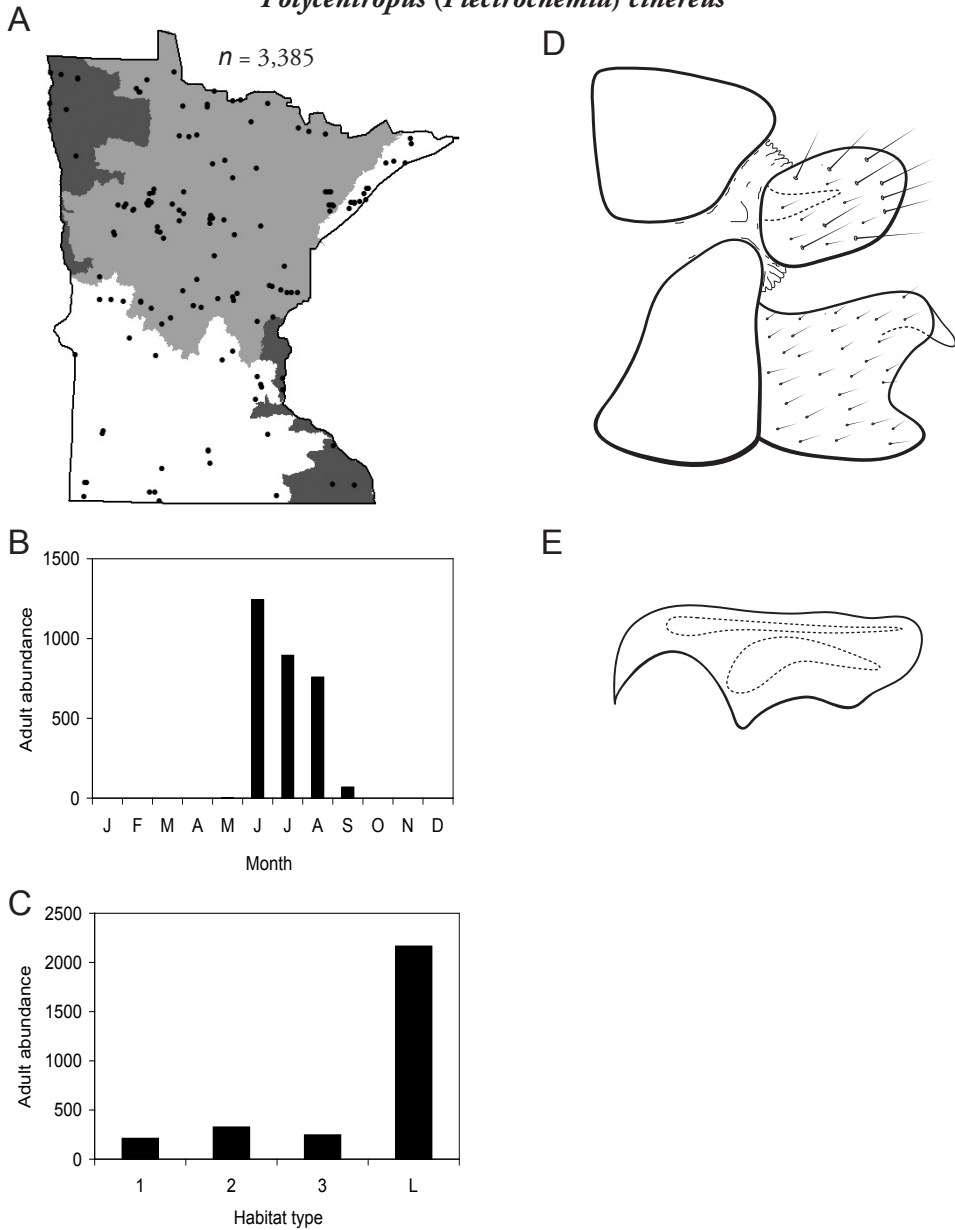 Polycentropus (Plectrochemia) cinereus
A
n = 3,385
D
B
1500
1000
500
0
Adult abundance
J F M A M J J A S O N D
Month
E
C
2500
2000
1500
1000
500
0
Adult abundance
1 2 3 L
Habitat type